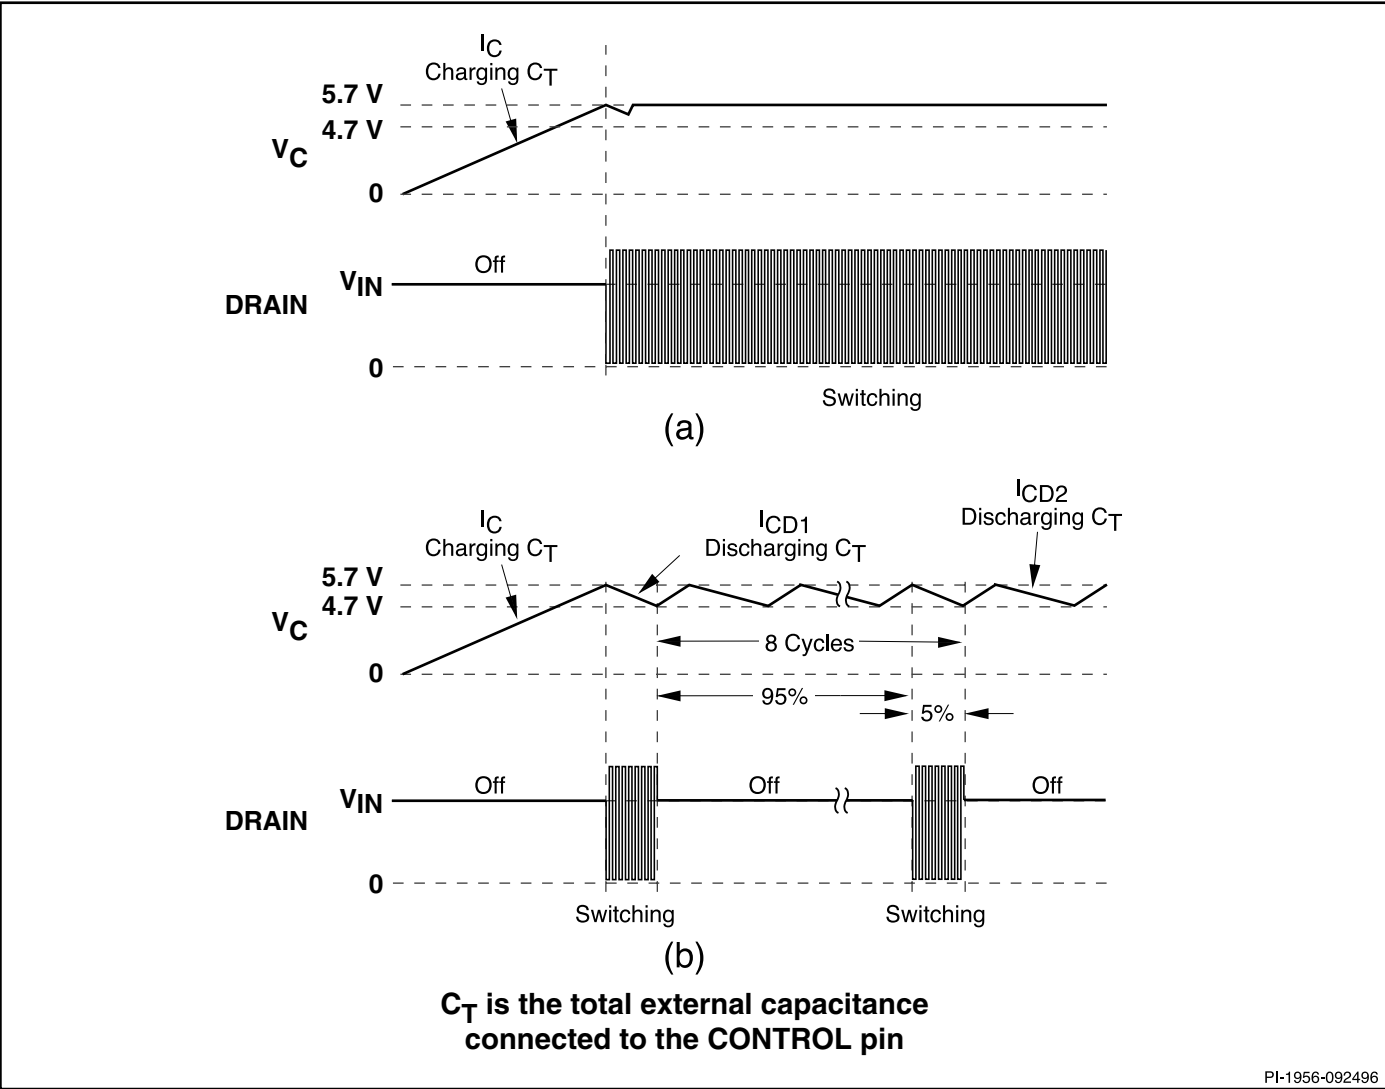 IC
Charging CT
5.7 V
4.7 V
VC
0
Off
VIN
DRAIN
0
Switching
(a)
ICD2
Discharging CT
IC
Charging CT
ICD1
Discharging CT
5.7 V
4.7 V
VC
8 Cycles
0
95%
5%
Off
Off
Off
VIN
DRAIN
0
Switching
Switching
(b)
CT is the total external capacitance
connected to the CONTROL pin
PI-1956-092496